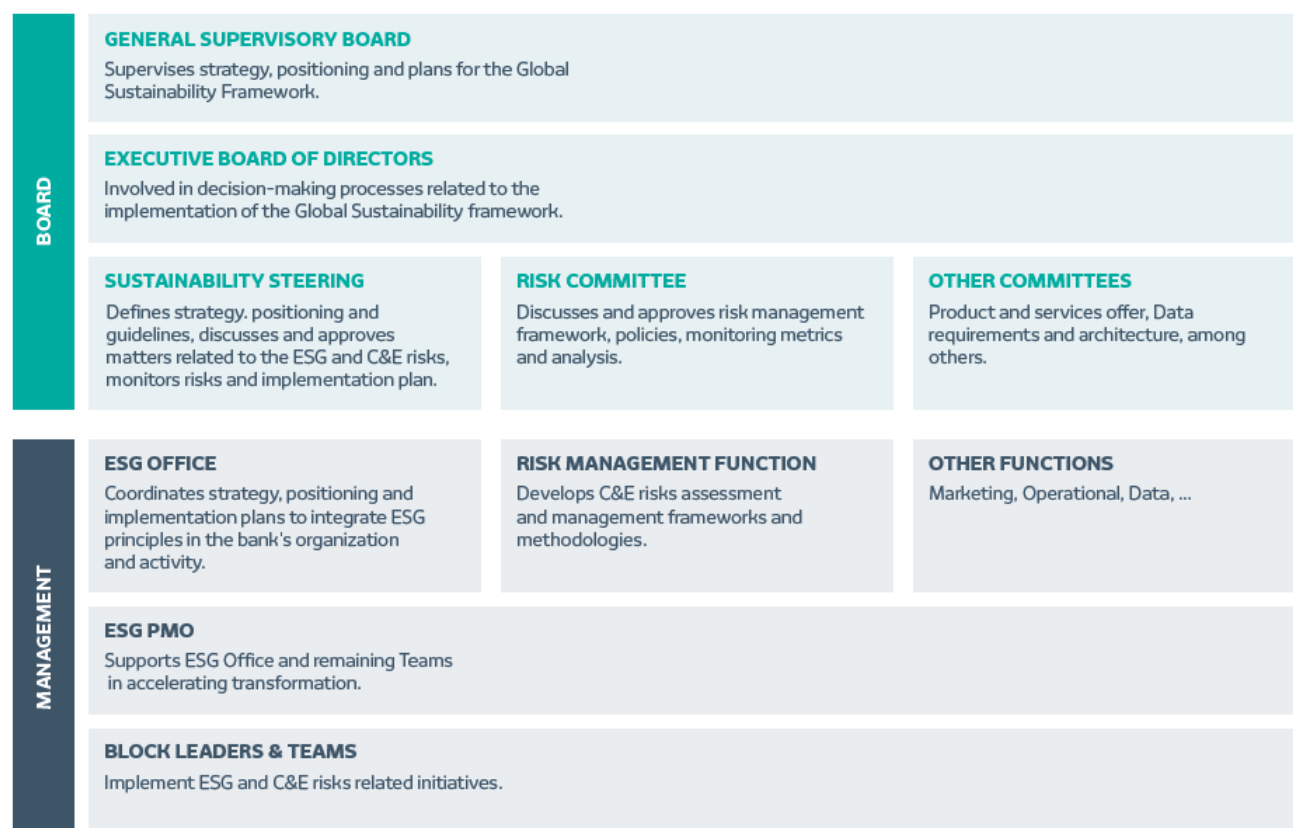 BOARD
GENERAL SUPERVISORY BOARD
Supervises strategy, positioning and plans for the Global
Sustainability Framework.
EXECUTIVE BOARD OF DIRECTORS
Involved in decision-making processes related to the
implementation of the Global Sustainability framework.
SUSTAINABILITY STEERING
Defines strategy. positioning and
guidelines, discusses and approves
matters related to the ESG and C&E risks,
monitors risks and implementation plan.
RISK COMMITTEE
Discusses and approves risk management
framework, policies, monitoring metrics
and analysis.
OTHER COMMITTEES
Product and services offer, Data
requirements and architecture, among
others.
MANAGEMENT
ESG OFFICE
Coordinates strategy, positioning and
implementation plans to integrate ESG
principles in the bank's organization
and activity.
RISK MANAGEMENT FUNCTION
Develops C&E risks assessment
and management frameworks and
methodologies.
OTHER FUNCTIONS
Marketing, Operational, Data, ...
ESG PMO
Supports ESG Office and remaining Teams
in accelerating transformation.
BLOCK LEADERS & TEAMS
Implement ESG and C&E risks related initiatives.